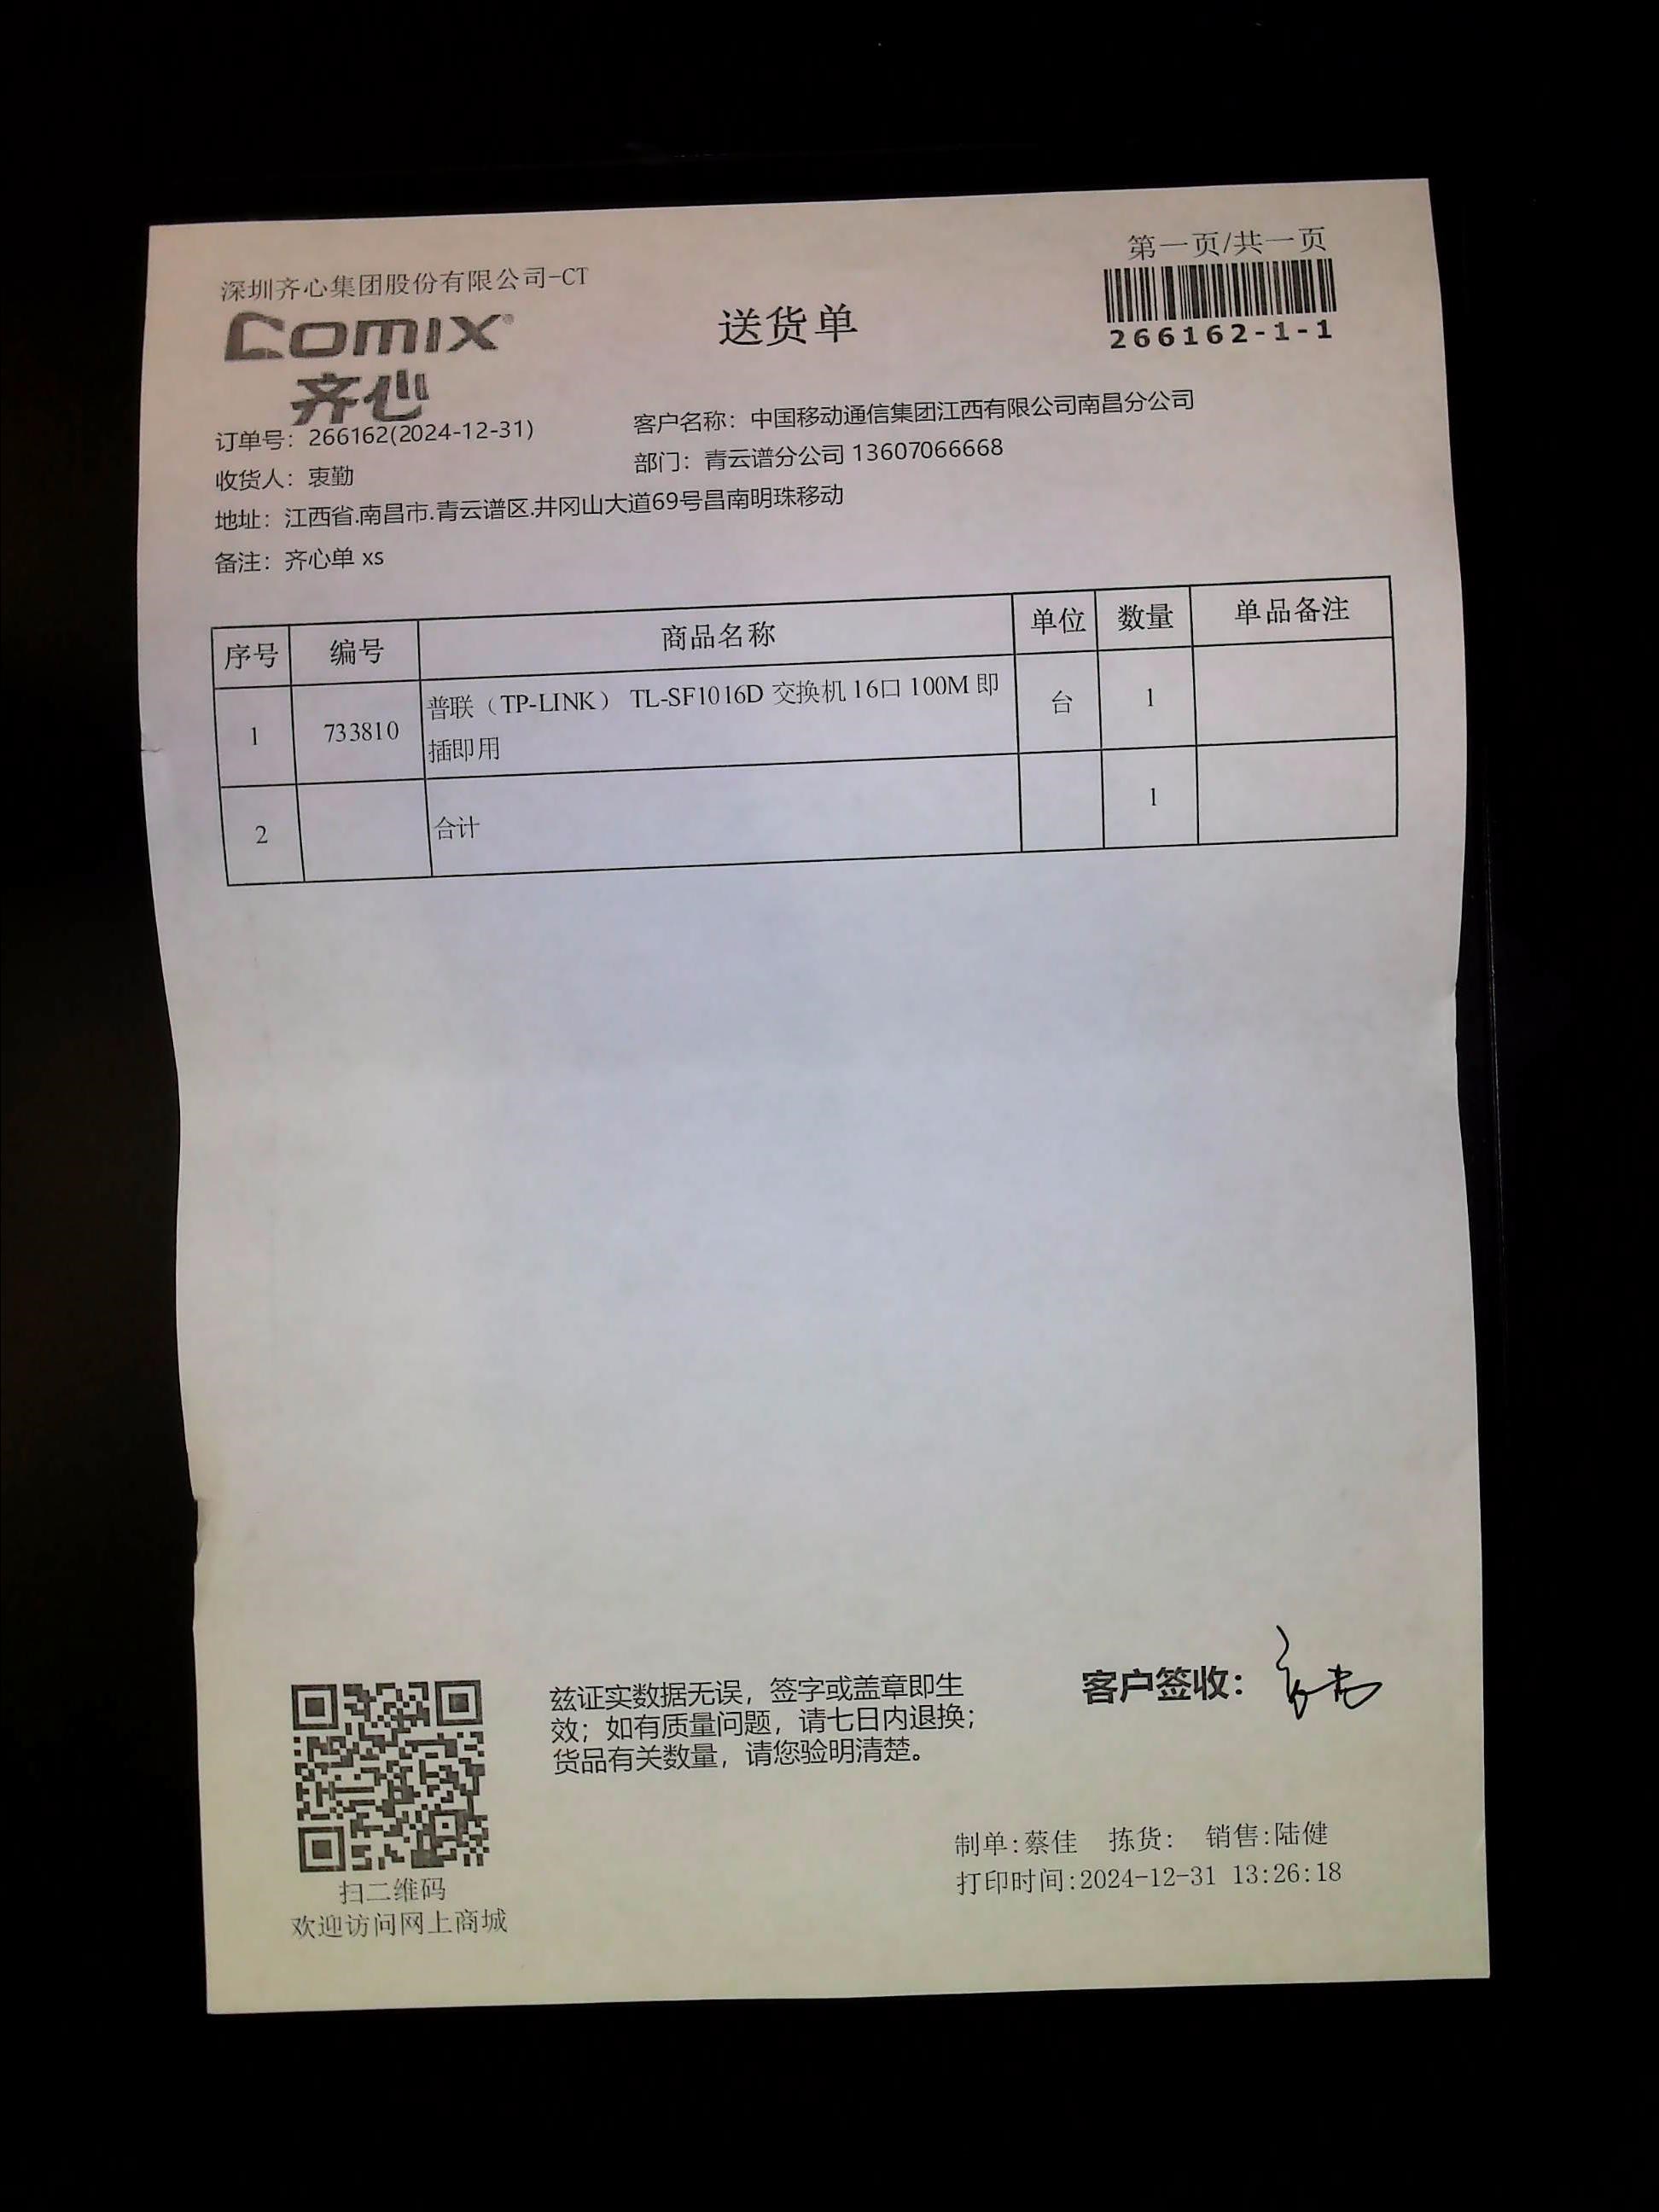 第一页/共一页
深圳齐心集团股份有限公司-CT
COMIX®
齐心
送货单
266162-1-1
订单号：266162(2024-12-31)
客户名称：中国移动通信集团江西有限公司南昌分公司
收货人：衷勤
部门：青云谱分公司 13607066668
地址：江西省.南昌市.青云谱区.井冈山大道69号昌南明珠移动
备注：齐心单 xs
序号 编号 商品名称 单位 数量 单品备注
1 733810 普联（TP-LINK） TL-SF1016D 交换机 16口 100M 即
插即用 台 1
2 合计 1
兹证实数据无误，签字或盖章即生
效；如有质量问题，请七日内退换；
货品有关数量，请您验明清楚。
客户签收：
制单:蔡佳 拣货: 销售:陆健
打印时间:2024-12-31 13:26:18
扫二维码
欢迎访问网上商城